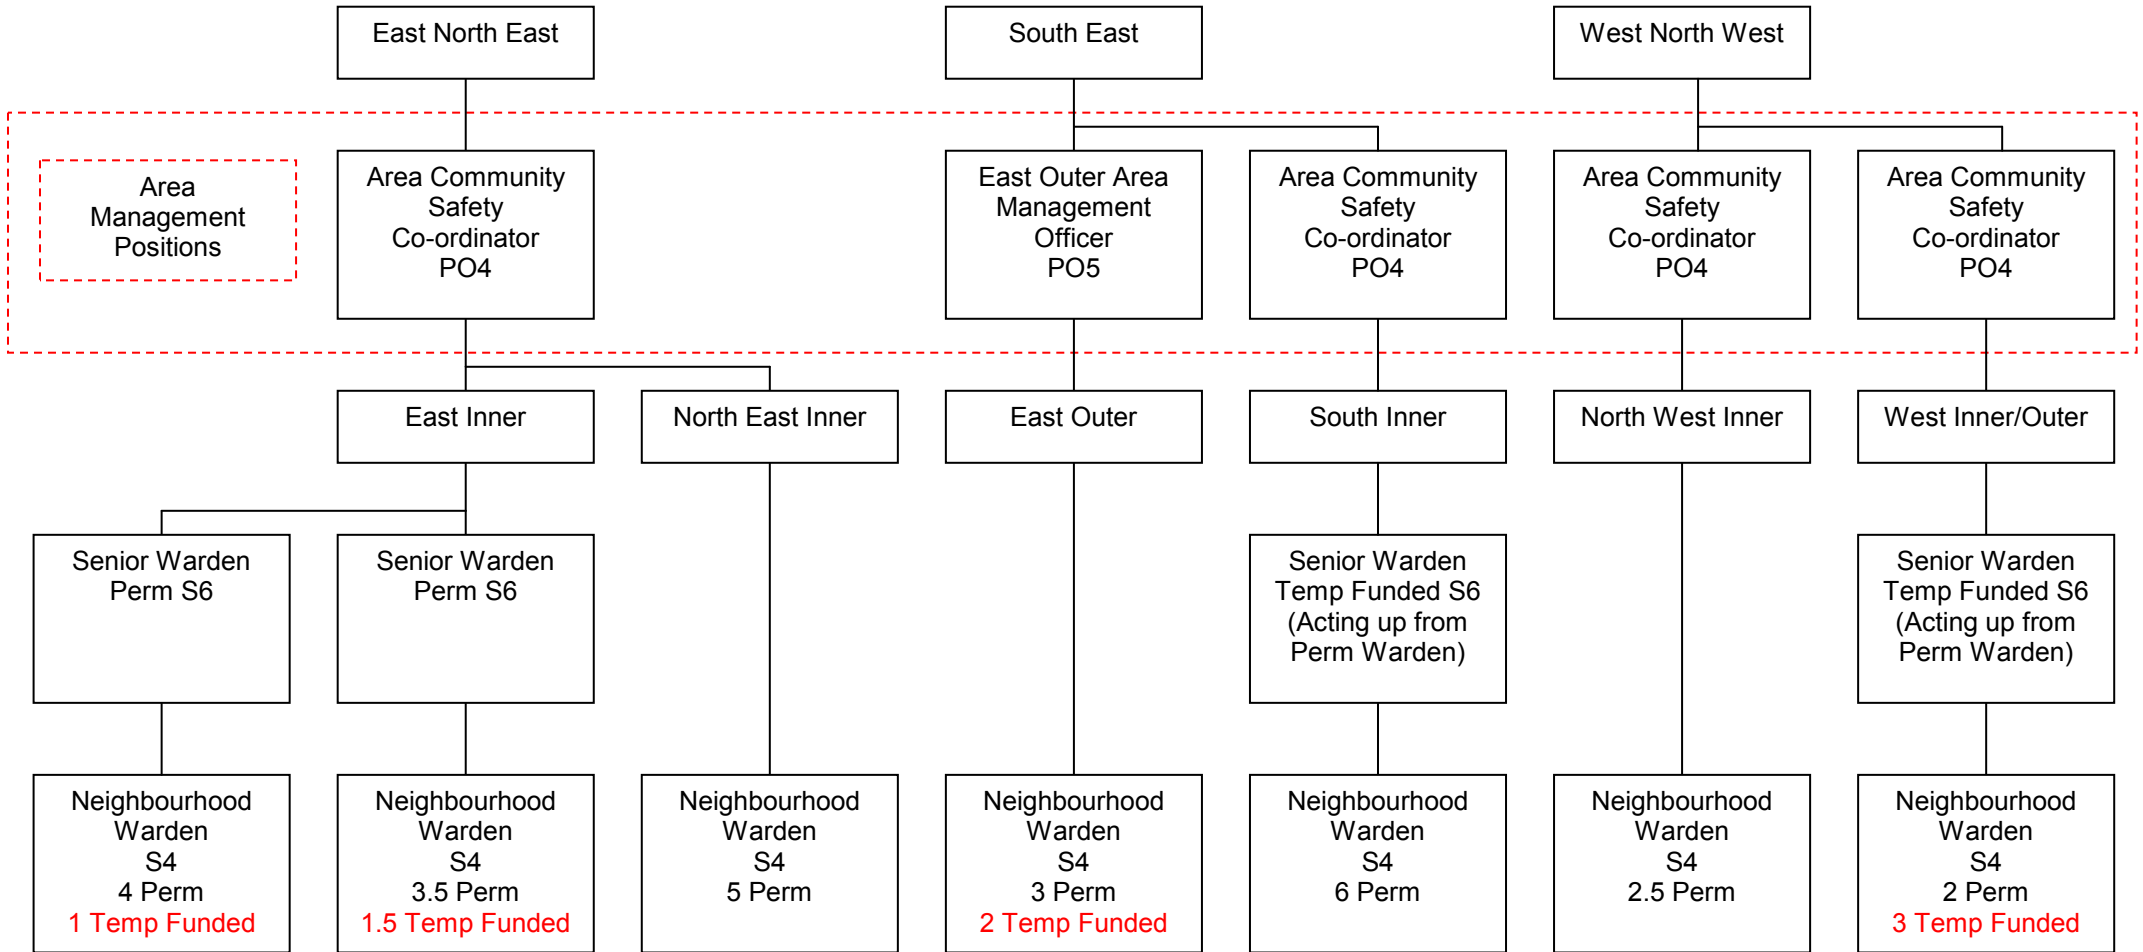 East North East
South East
West North West
Area
Management
Positions
Area Community
Safety
Co-ordinator
PO4
East Outer Area
Management
Officer
PO5
Area Community
Safety
Co-ordinator
PO4
Area Community
Safety
Co-ordinator
PO4
Area Community
Safety
Co-ordinator
PO4
East Inner
North East Inner
East Outer
South Inner
North West Inner
West Inner/Outer
Senior Warden
Perm S6
Senior Warden
Perm S6
Senior Warden
Temp Funded S6
(Acting up from
Perm Warden)
Senior Warden
Temp Funded S6
(Acting up from
Perm Warden)
Neighbourhood
Warden
S4
4 Perm
1 Temp Funded
Neighbourhood
Warden
S4
3.5 Perm
1.5 Temp Funded
Neighbourhood
Warden
S4
5 Perm
Neighbourhood
Warden
S4
3 Perm
2 Temp Funded
Neighbourhood
Warden
S4
6 Perm
Neighbourhood
Warden
S4
2.5 Perm
Neighbourhood
Warden
S4
2 Perm
3 Temp Funded